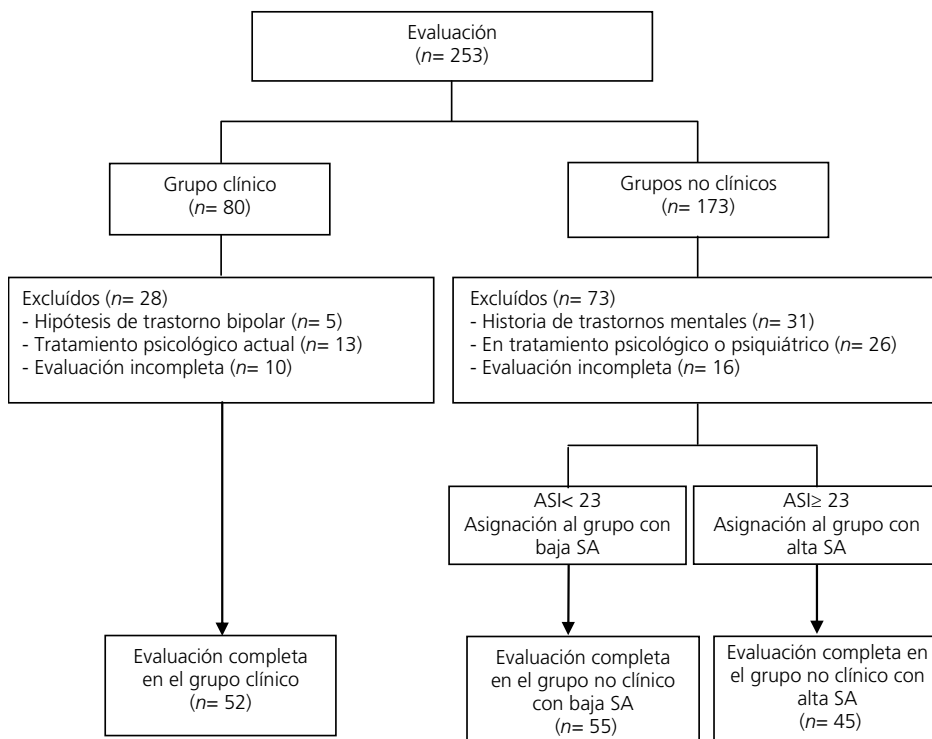 Evaluación
(n= 253)
Grupo clínico
(n= 80)
Grupos no clínicos
(n= 173)
Excluídos (n= 28)
- Hipótesis de trastorno bipolar (n= 5)
- Tratamiento psicológico actual (n= 13)
- Evaluación incompleta (n= 10)
Excluídos (n= 73)
- Historia de trastornos mentales (n= 31)
- En tratamiento psicológico o psiquiátrico (n= 26)
- Evaluación incompleta (n= 16)
ASI< 23
Asignación al grupo con
baja SA
ASI≥ 23
Asignación al grupo con
alta SA
Evaluación completa
en el grupo clínico
(n= 52)
Evaluación completa
en el grupo no clínico
con baja SA
(n= 55)
Evaluación completa en
el grupo no clínico con
alta SA
(n= 45)